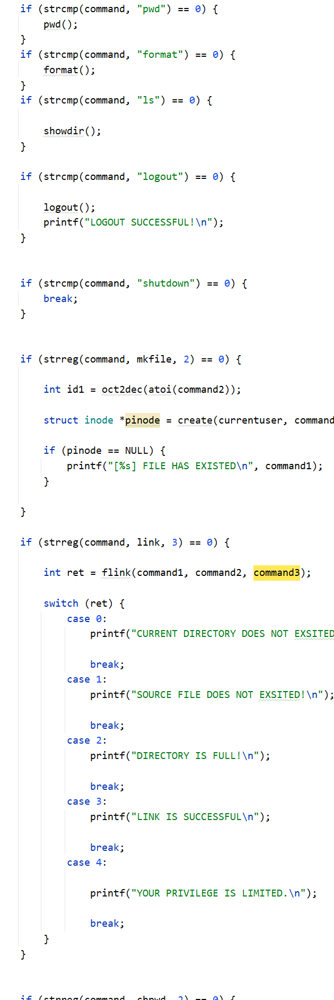 if (strcmp(command, "pwd") == 0) {
pwd();
}
if (strcmp(command, "format") == 0) {
format();
}
if (strcmp(command, "ls") == 0) {
showdir();
}
if (strcmp(command, "logout") == 0) {
logout();
printf("LOGOUT SUCCESSFUL!\n");
}
if (strcmp(command, "shutdown") == 0) {
break;
}
if (strreg(command, mkfile, 2) == 0) {
int id1 = oct2dec(atoi(command2));
struct inode *pinode = create(currentuser, command
if (pinode == NULL) {
printf("[%s] FILE HAS EXISTED\n", command1);
}
}
if (strreg(command, link, 3) == 0) {
int ret = flink(command1, command2, command3);
switch (ret) {
case 0:
printf("CURRENT DIRECTORY DOES NOT EXSITED
break;
case 1:
printf("SOURCE FILE DOES NOT EXSITED!\n");
break;
case 2:
printf("DIRECTORY IS FULL!\n");
break;
case 3:
printf("LINK IS SUCCESSFUL\n");
break;
case 4:
printf("YOUR PRIVILEGE IS LIMITED.\n");
break;
}
}
if (strreg(command, chpwd, 2) == 0) {